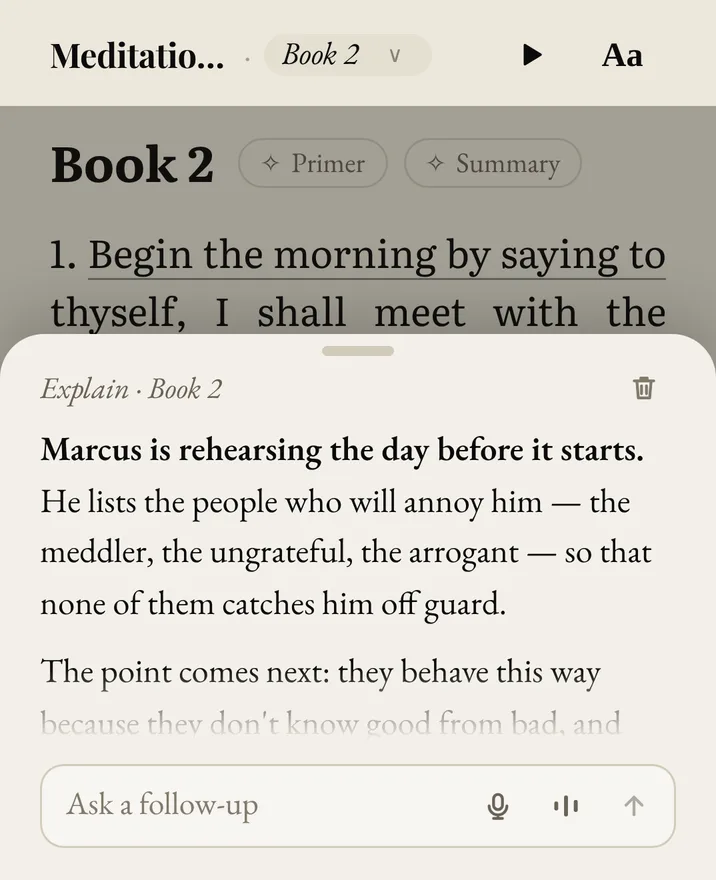 Meditatio... · Book 2
Aa
Book 2
Primer
Summary
1. Begin the morning by saying to
thyself, I shall meet with the
Explain · Book 2
Marcus is rehearsing the day before it starts.
He lists the people who will annoy him — the
meddler, the ungrateful, the arrogant — so that
none of them catches him off guard.
The point comes next: they behave this way
because they don't know good from bad, and
Ask a follow-up